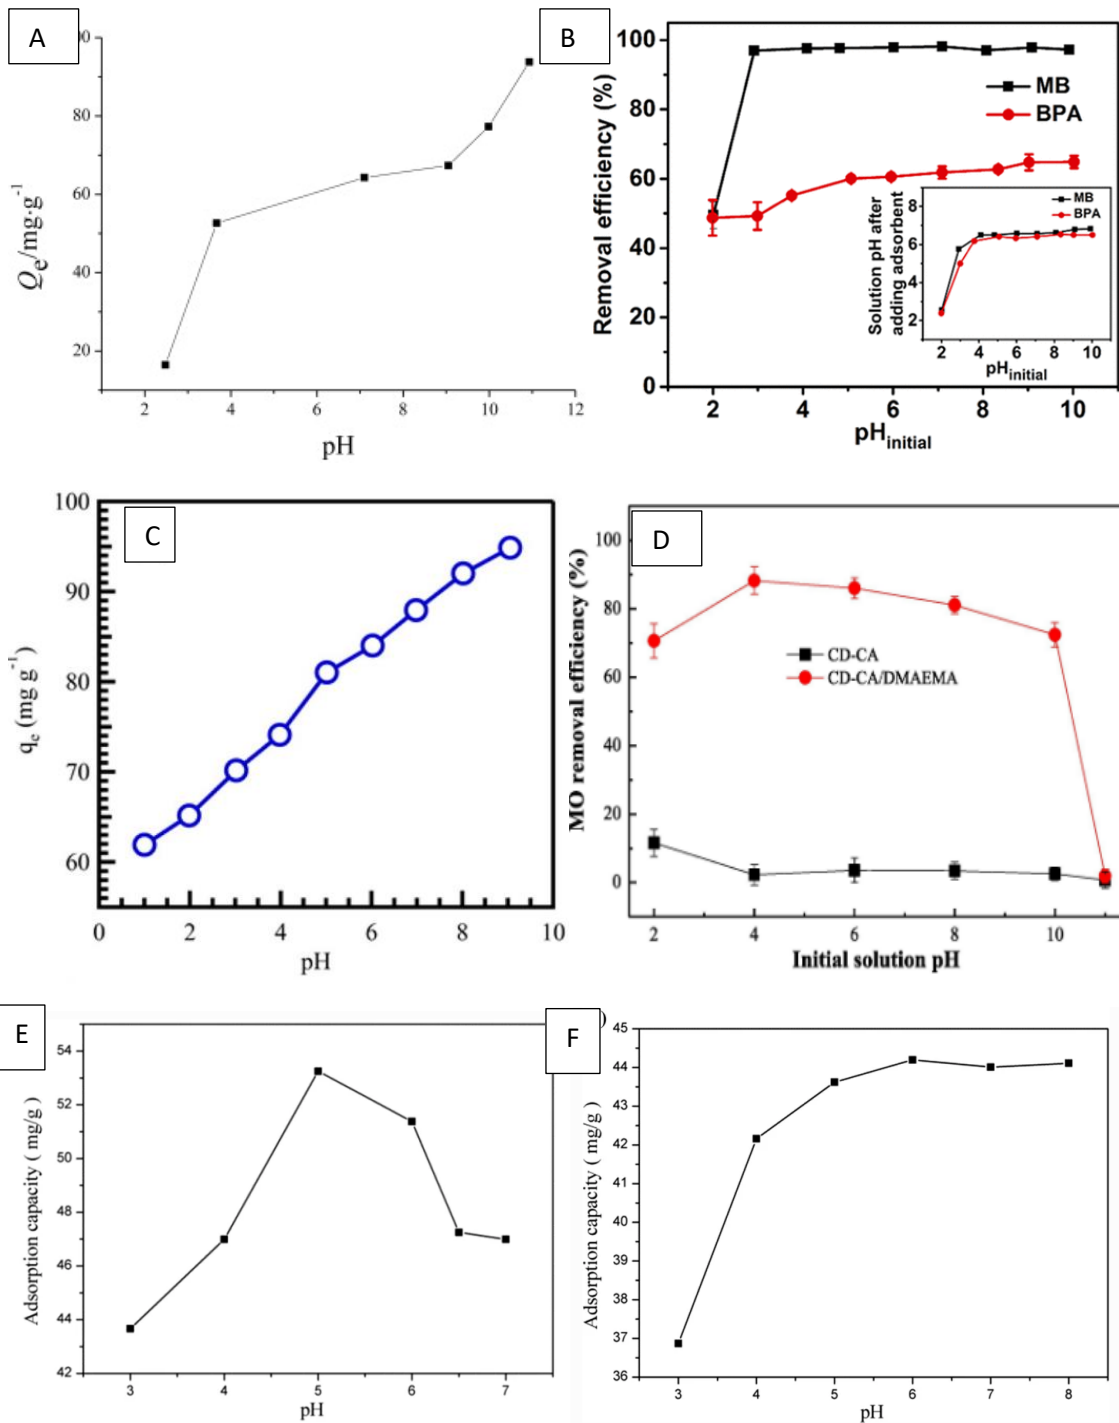 A
00
80
60
40
20
Qe/mg·g-1
2 4 6 8 10 12
pH
B
100
80
60
40
20
0
Removal efficiency (%)
MB
BPA
2 4 6 8 10
pHinitial
MB
BPA
8
6
4
2
Solution pH after
adding adsorbent
2 4 6 8 10
pHinitial
C
100
90
80
70
60
qe (mg g-1)
0 2 4 6 8 10
pH
D
100
80
60
40
20
0
MO removal efficiency (%)
CD-CA
CD-CA/DMAEMA
2 4 6 8 10
Initial solution pH
E
54
52
50
48
46
44
42
Adsorption capacity ( mg/g )
3 4 5 6 7
pH
F
)
45
44
43
42
41
40
39
38
37
36
Adsorption capacity ( mg/g )
3 4 5 6 7 8
pH